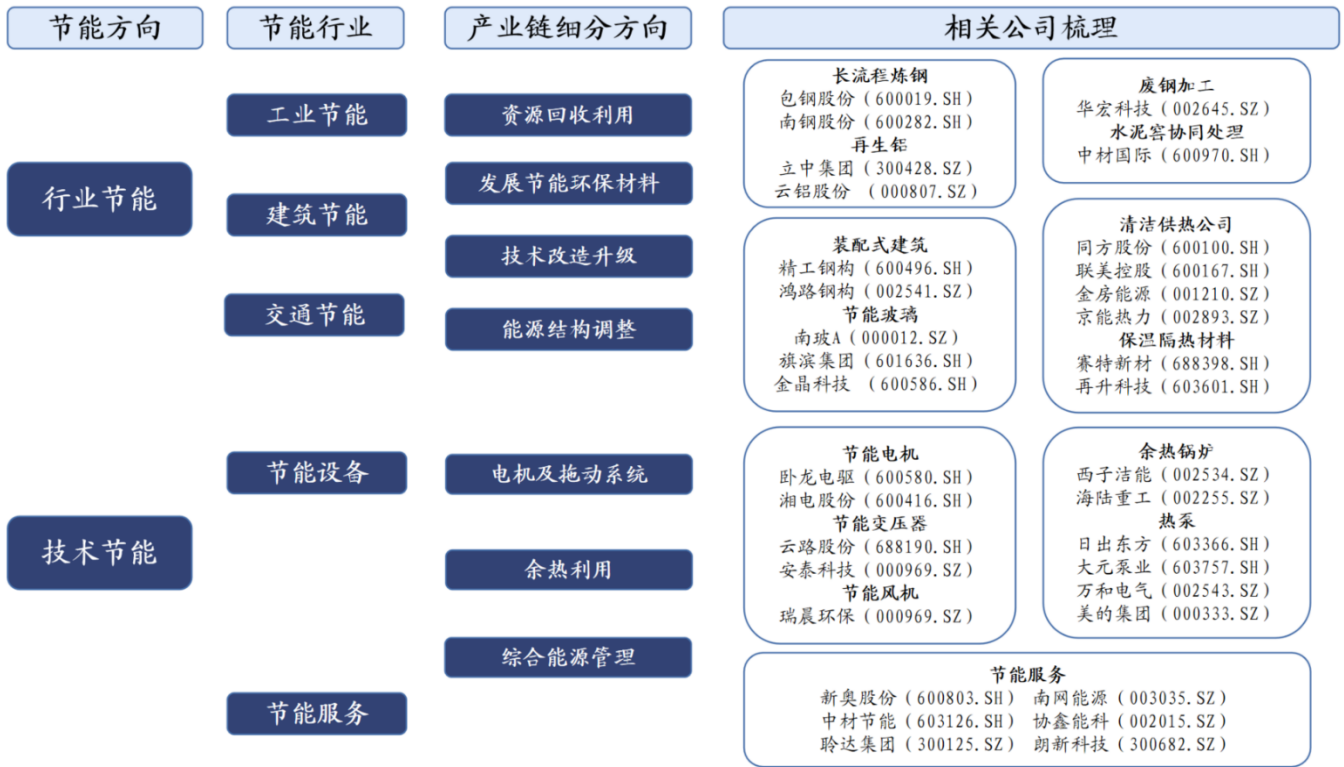 节能方向
节能行业
产业链细分方向
相关公司梳理
行业节能
技术节能
工业节能
建筑节能
交通节能
节能设备
节能服务
资源回收利用
发展节能环保材料
技术改造升级
能源结构调整
电机及拖动系统
余热利用
综合能源管理
长流程炼钢
包钢股份（600019.SH）
南钢股份（600282.SH）
再生铝
立中集团（300428.SZ）
云铝股份 （000807.SZ）
废钢加工
华宏科技（002645.SZ）
水泥窑协同处理
中材国际（600970.SH）
装配式建筑
精工钢构（600496.SH）
鸿路钢构（002541.SZ）
节能玻璃
南玻A（000012.SZ）
旗滨集团（601636.SH）
金晶科技 （600586.SH）
清洁供热公司
同方股份（600100.SH）
联美控股（600167.SH）
金房能源（001210.SZ）
京能热力（002893.SZ）
保温隔热材料
赛特新材（688398.SH）
再升科技（603601.SH）
节能电机
卧龙电驱（600580.SH）
湘电股份（600416.SH）
节能变压器
云路股份（688190.SH）
安泰科技（000969.SZ）
节能风机
瑞晨环保（000969.SZ）
余热锅炉
西子洁能（002534.SZ）
海陆重工（002255.SZ）
热泵
日出东方（603366.SH）
大元泵业（603757.SH）
万和电气（002543.SZ）
美的集团（000333.SZ）
节能服务
新奥股份（600803.SH） 南网能源（003035.SZ）
中材节能（603126.SH） 协鑫能科（002015.SZ）
聆达集团（300125.SZ） 朗新科技（300682.SZ）